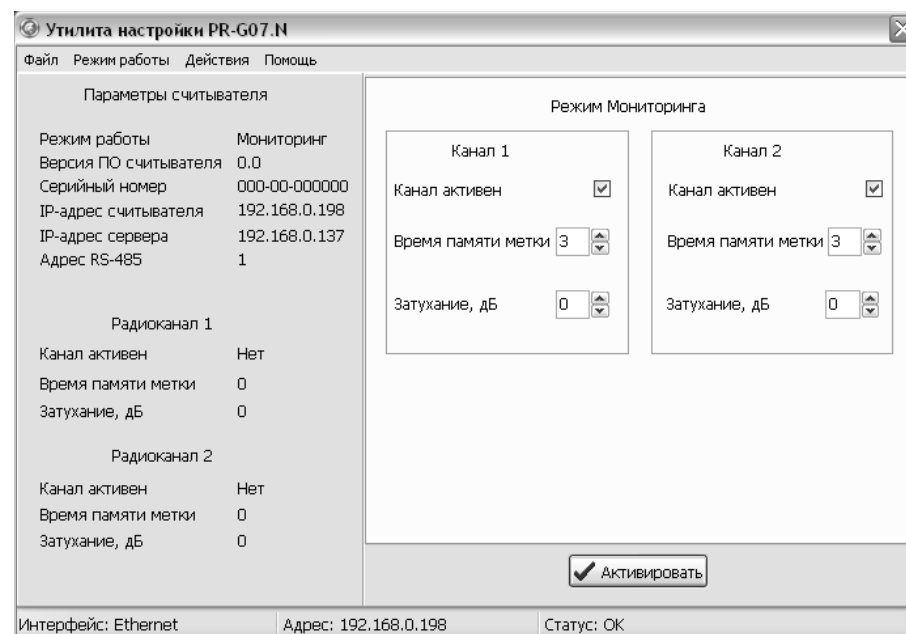 Утилита настройки PR-G07.N
Файл Режим работы Действия Помощь
Параметры считывателя
Режим работы Мониторинг
Версия ПО считывателя 0.0
Серийный номер 000-00-000000
IP-адрес считывателя 192.168.0.198
IP-адрес сервера 192.168.0.137
Адрес RS-485 1
Радиоканал 1
Канал активен Нет
Время памяти метки 0
Затухание, дБ 0
Радиоканал 2
Канал активен Нет
Время памяти метки 0
Затухание, дБ 0
Режим Мониторинга
Канал 1
Канал активен
Время памяти метки 3
Затухание, дБ 0
Канал 2
Канал активен
Время памяти метки 3
Затухание, дБ 0
Активировать
Интерфейс: Ethernet Адрес: 192.168.0.198 Статус: OK